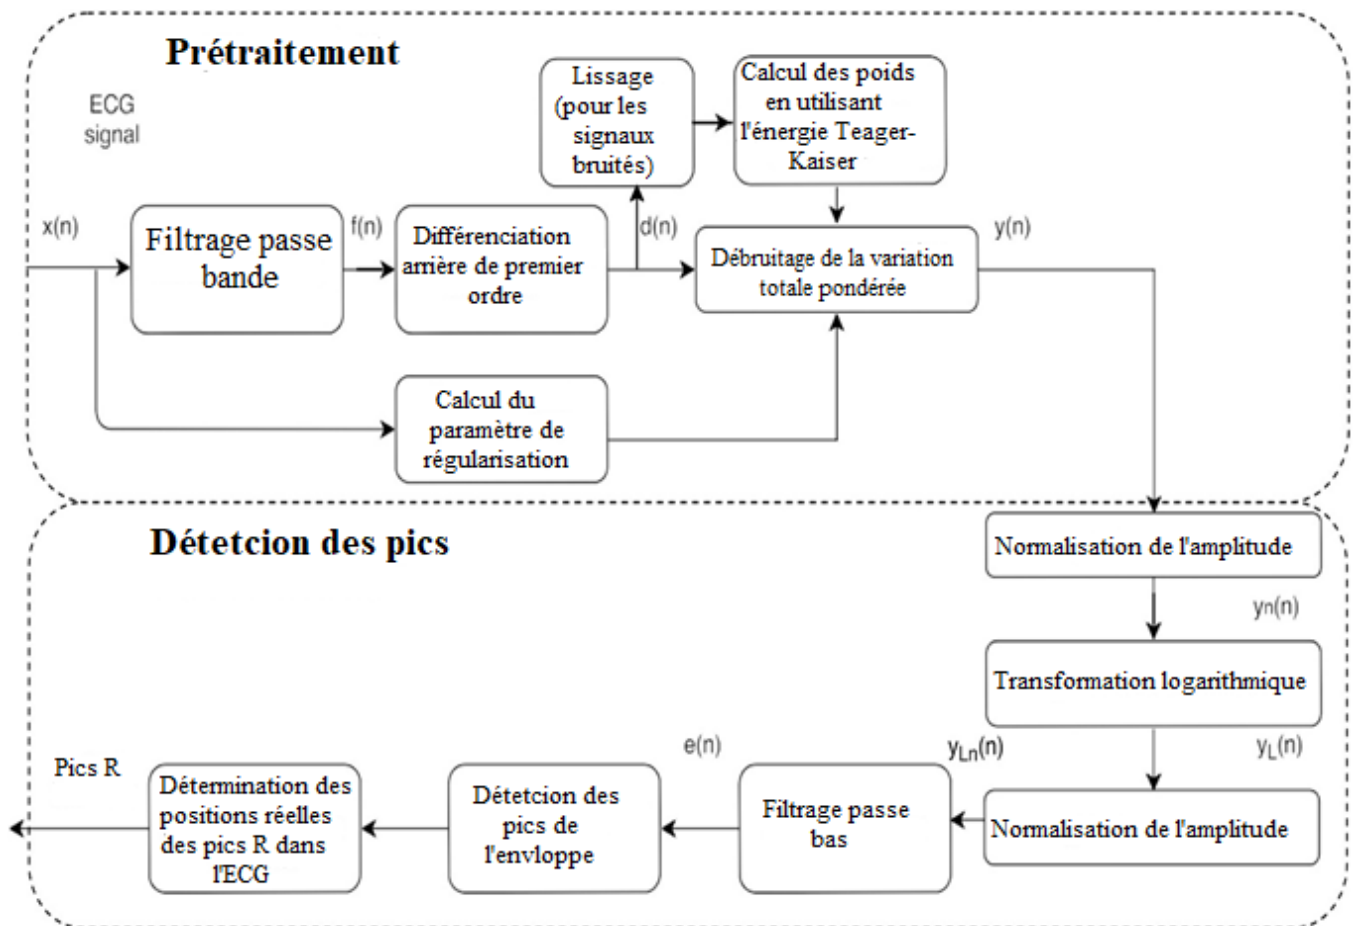 Prétraitement
ECG
signal
Lissage
(pour les
signaux
bruités)
Calcul des poids
en utilisant
l'énergie Teager-
Kaiser
x(n)
Filtrage passe
bande
f(n)
Différenciation
arrière de premier
ordre
d(n)
Débruitage de la variation
totale pondérée
y(n)
Calcul du
paramètre de
régularisation
Détetcion des pics
Normalisation de l'amplitude
yn(n)
Transformation logarithmique
yL(n)
Normalisation de l'amplitude
yLn(n)
Filtrage passe
bas
e(n)
Détetcion des
pics de
l'envloppe
Détermination des
positions réelles
des pics R dans
l'ECG
Pics R